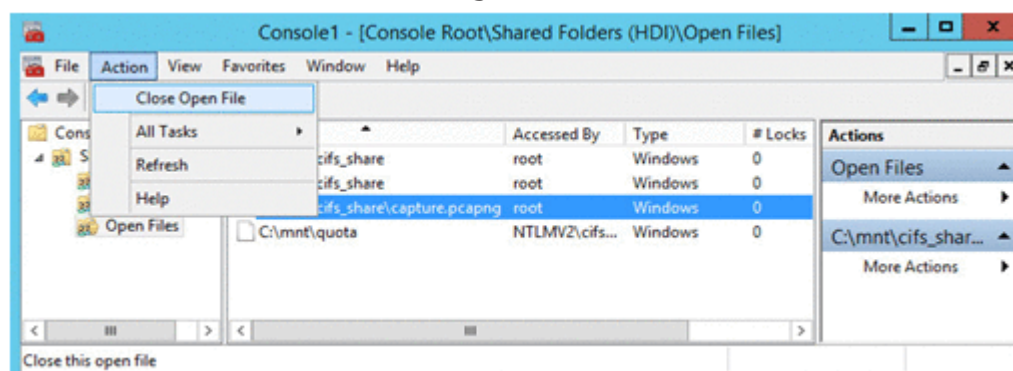 Console1 - [Console Root\Shared Folders (HDI)\Open Files]
File Action View Favorites Window Help
Close Open File
All Tasks
Refresh
Help
Cons
S
Open Files
Accessed By Type # Locks
cifs_share root Windows 0
cifs_share root Windows 0
cifs_share\capture.pcapng root Windows 0
C:\mnt\quota NTLMV2\cifs... Windows 0
Actions
Open Files
More Actions
C:\mnt\cifs_shar...
More Actions
Close this open file